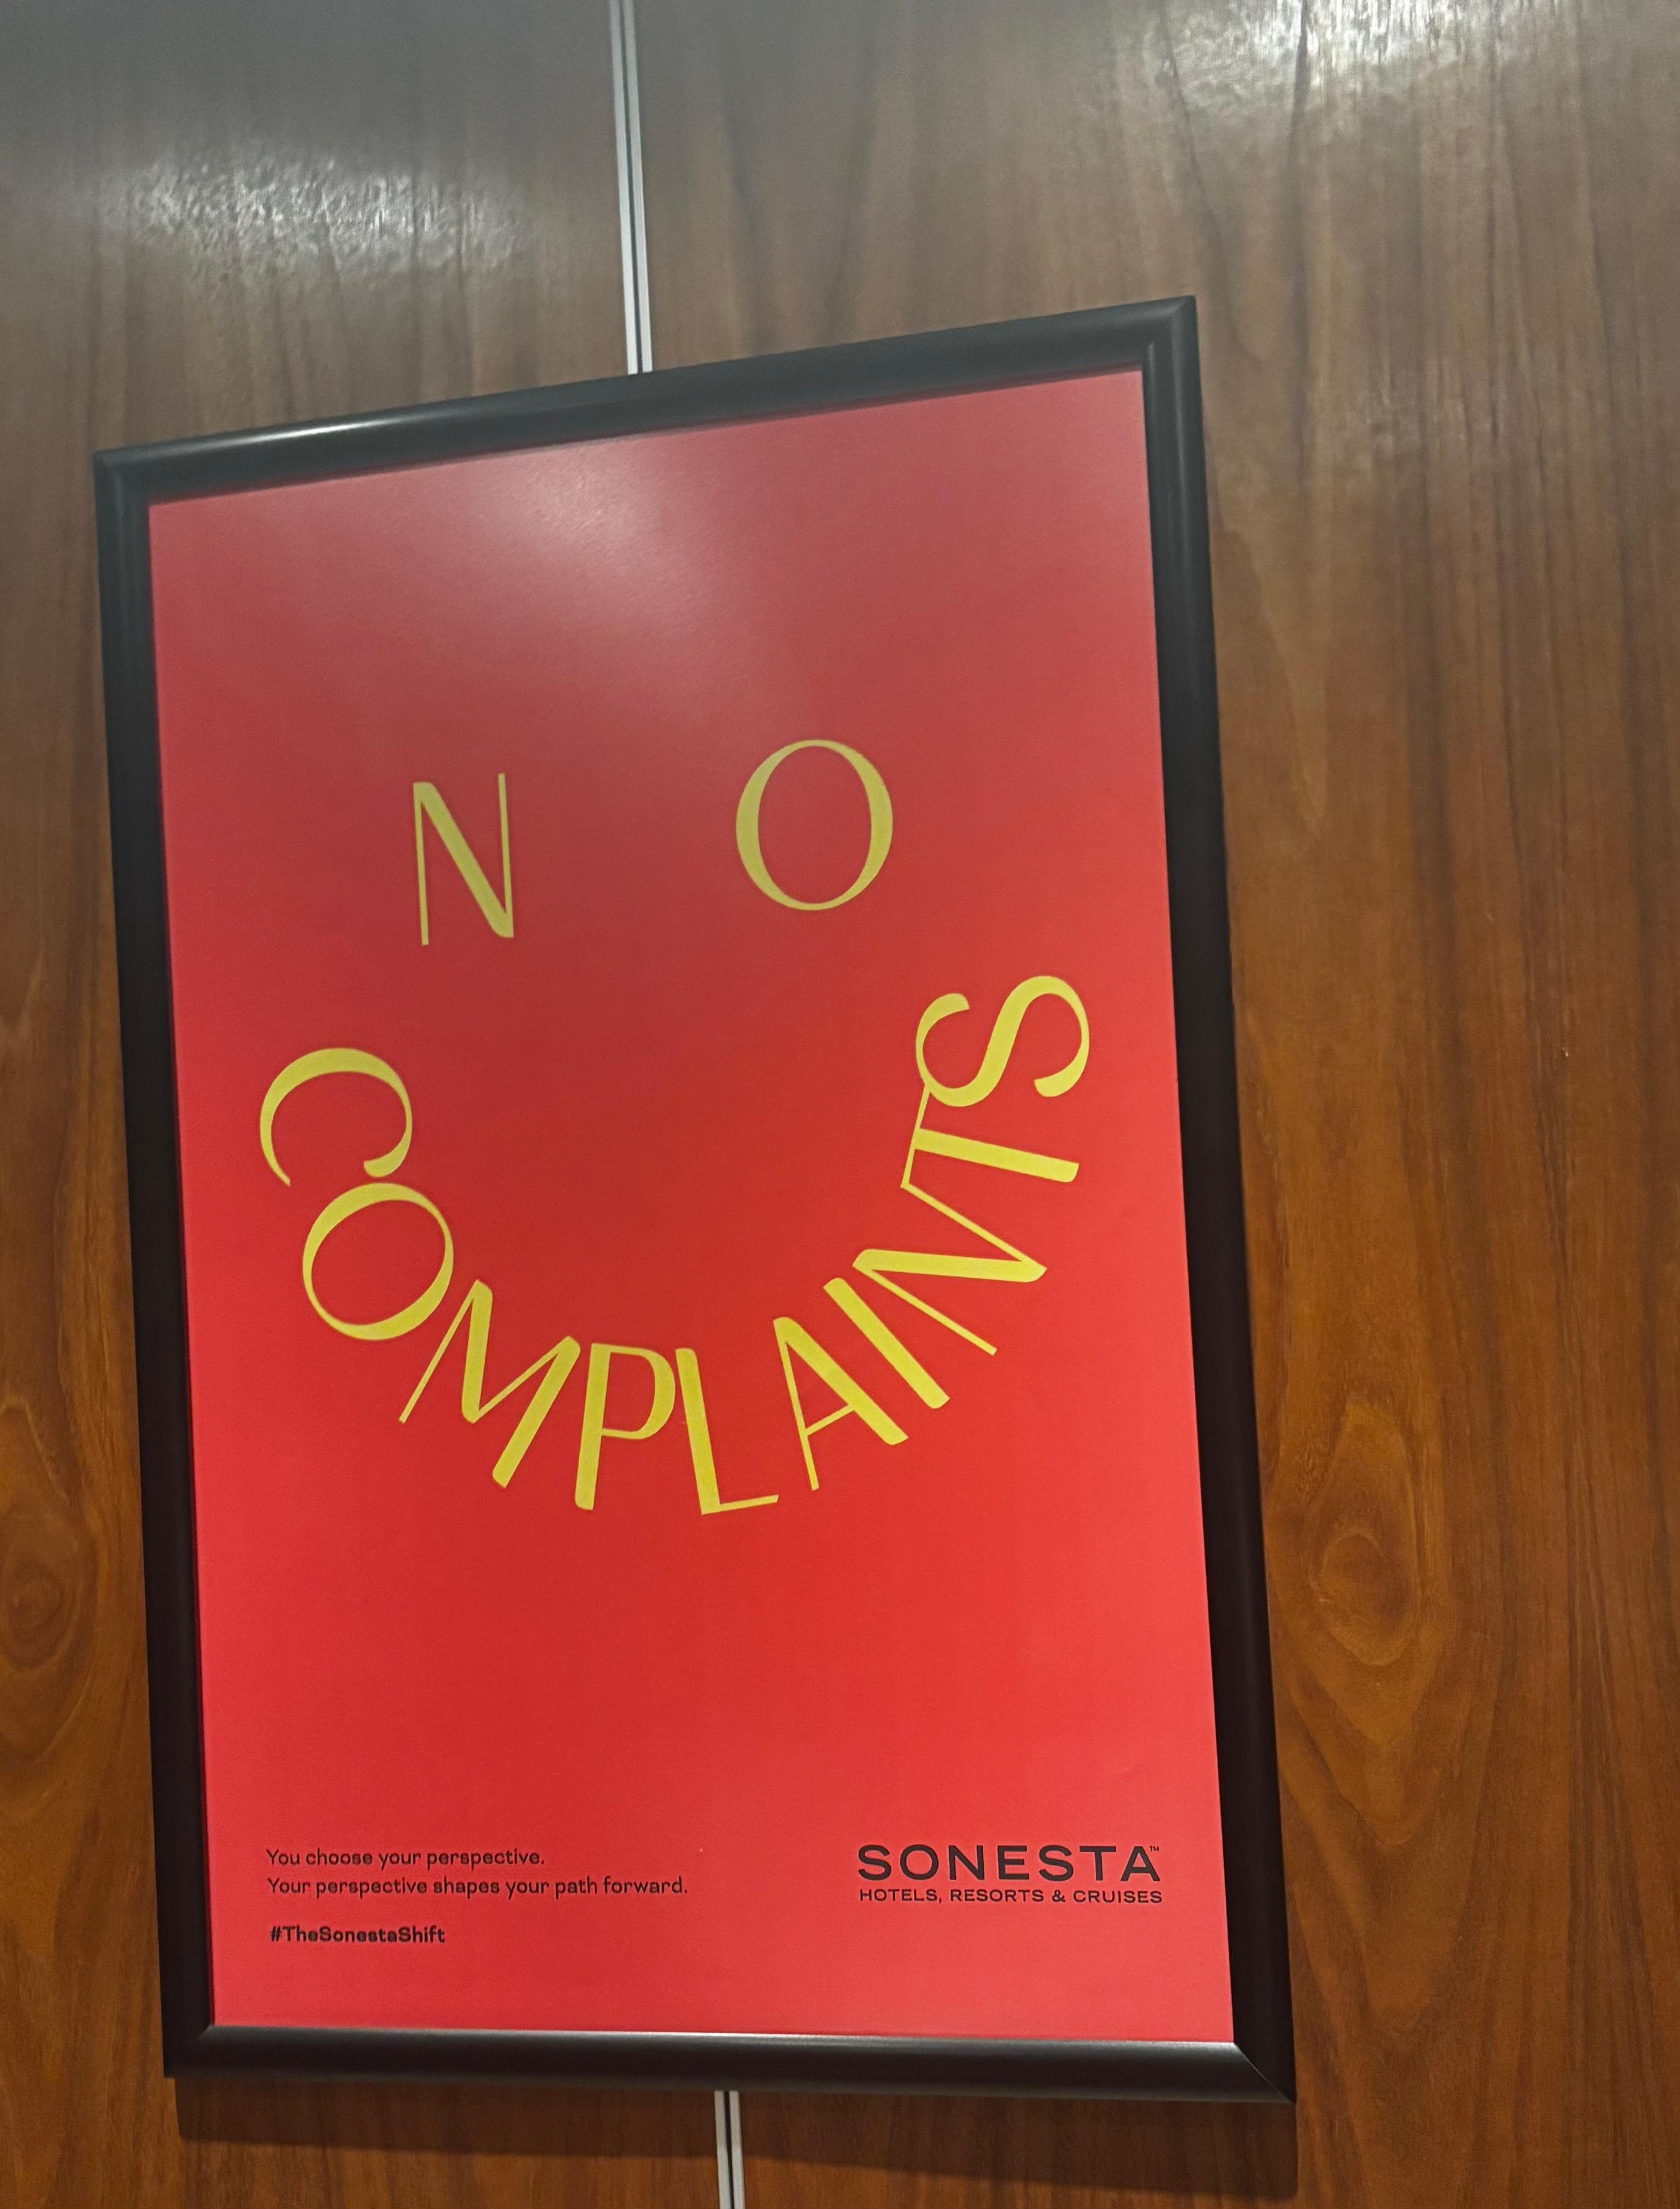 NO
COMPLAINTS
You choose your perspective.
Your perspective shapes your path forward.
#TheSonestaShift
SONESTA™
HOTELS, RESORTS & CRUISES